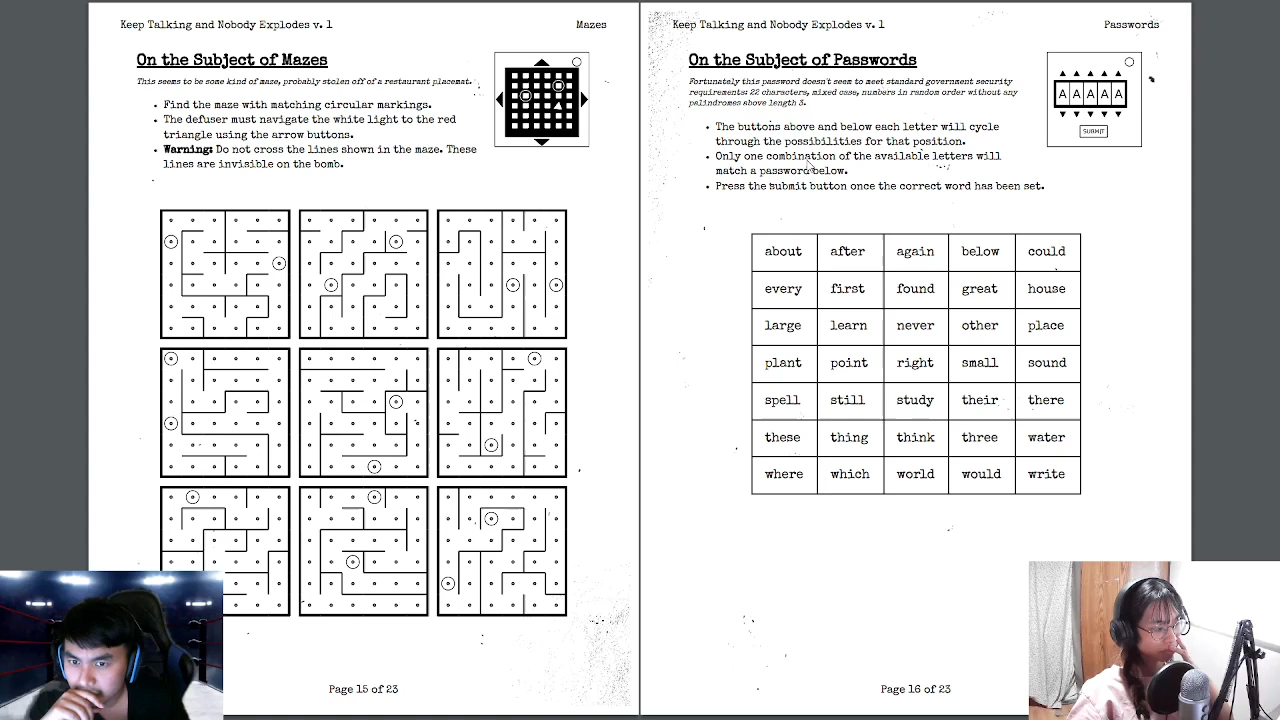 Keep Talking and Nobody Explodes v. 1
Mazes
On the Subject of Mazes
This seems to be some kind of maze, probably stolen off of a restaurant placemat.
• Find the maze with matching circular markings.
• The defuser must navigate the white light to the red
triangle using the arrow buttons.
• Warning: Do not cross the lines shown in the maze. These
lines are invisible on the bomb.
Page 15 of 23
Keep Talking and Nobody Explodes v. 1
Passwords
On the Subject of Passwords
Fortunately this password doesn't seem to meet standard government security
requirements: 22 characters, mixed case, numbers in random order without any
palindromes above length 3.
A A A A A
SUBMIT
• The buttons above and below each letter will cycle
through the possibilities for that position.
• Only one combination of the available letters will
match a password below.
• Press the submit button once the correct word has been set.
about after again below could
every first found great house
large learn never other place
plant point right small sound
spell still study their there
these thing think three water
where which world would write
Page 16 of 23